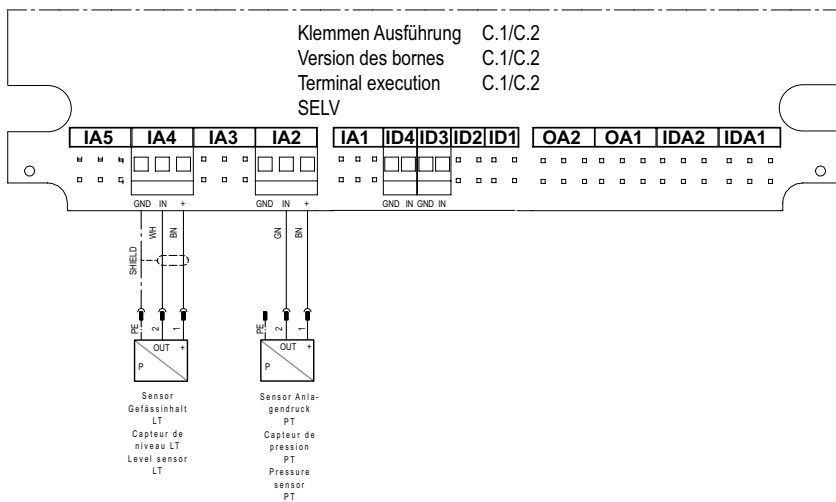 Klemmen Ausführung C.1/C.2
Version des bornes C.1/C.2
Terminal execution C.1/C.2
SELV
IA5 IA4 IA3 IA2 IA1 ID4 ID3 ID2 ID1 OA2 OA1 IDA2 IDA1
GND IN + GND IN + GND IN GND IN
SHIELD WH BN GN BN
PE 2 1 PE 2 1
OUT + OUT +
P P
Sensor
Gefässinhalt
LT
Capteur de
niveau LT
Level sensor
LT
Sensor Anla-
gendruck
PT
Capteur de
pression
PT
Pressure
sensor
PT